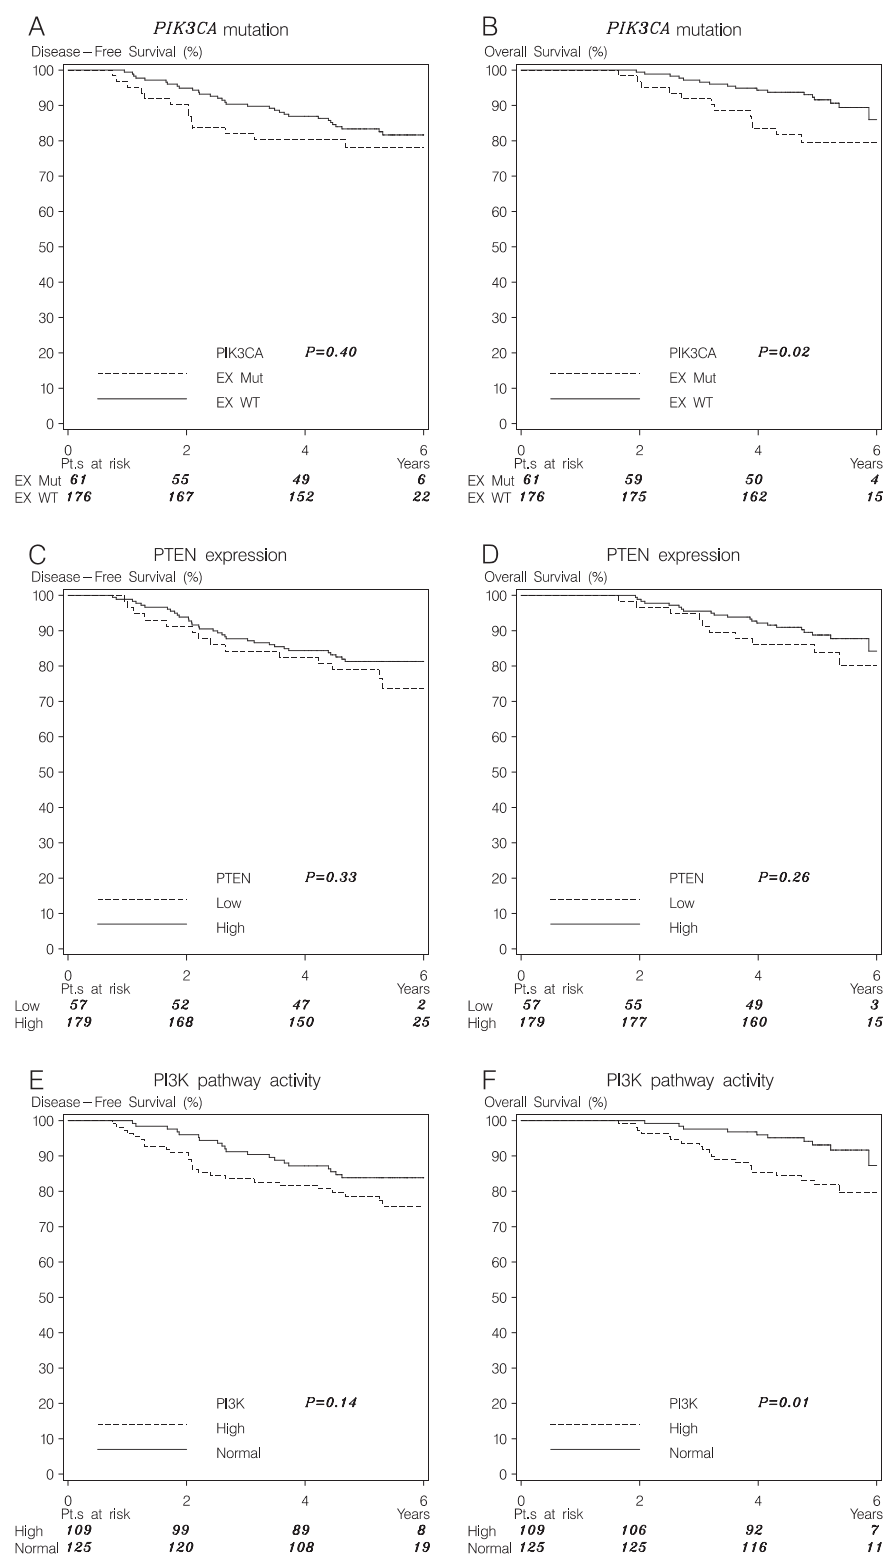 A PIK3CA mutation
Disease-Free Survival (%)
100
90
80
70
60
50
40
30
20
10
0
PIK3CA P=0.40
EX Mut
EX WT
0 2 4 6
Pt.s at risk Years
EX Mut 61 55 49 6
EX WT 176 167 152 22
B PIK3CA mutation
Overall Survival (%)
100
90
80
70
60
50
40
30
20
10
0
PIK3CA P=0.02
EX Mut
EX WT
0 2 4 6
Pt.s at risk Years
EX Mut 61 59 50 4
EX WT 176 175 162 15
C PTEN expression
Disease-Free Survival (%)
100
90
80
70
60
50
40
30
20
10
0
PTEN P=0.33
Low
High
0 2 4 6
Pt.s at risk Years
Low 57 52 47 2
High 179 168 150 25
D PTEN expression
Overall Survival (%)
100
90
80
70
60
50
40
30
20
10
0
PTEN P=0.26
Low
High
0 2 4 6
Pt.s at risk Years
Low 57 55 49 3
High 179 177 160 15
E PI3K pathway activity
Disease-Free Survival (%)
100
90
80
70
60
50
40
30
20
10
0
PI3K P=0.14
High
Normal
0 2 4 6
Pt.s at risk Years
High 109 99 89 8
Normal 125 120 108 19
F PI3K pathway activity
Overall Survival (%)
100
90
80
70
60
50
40
30
20
10
0
PI3K P=0.01
High
Normal
0 2 4 6
Pt.s at risk Years
High 109 106 92 7
Normal 125 125 116 11